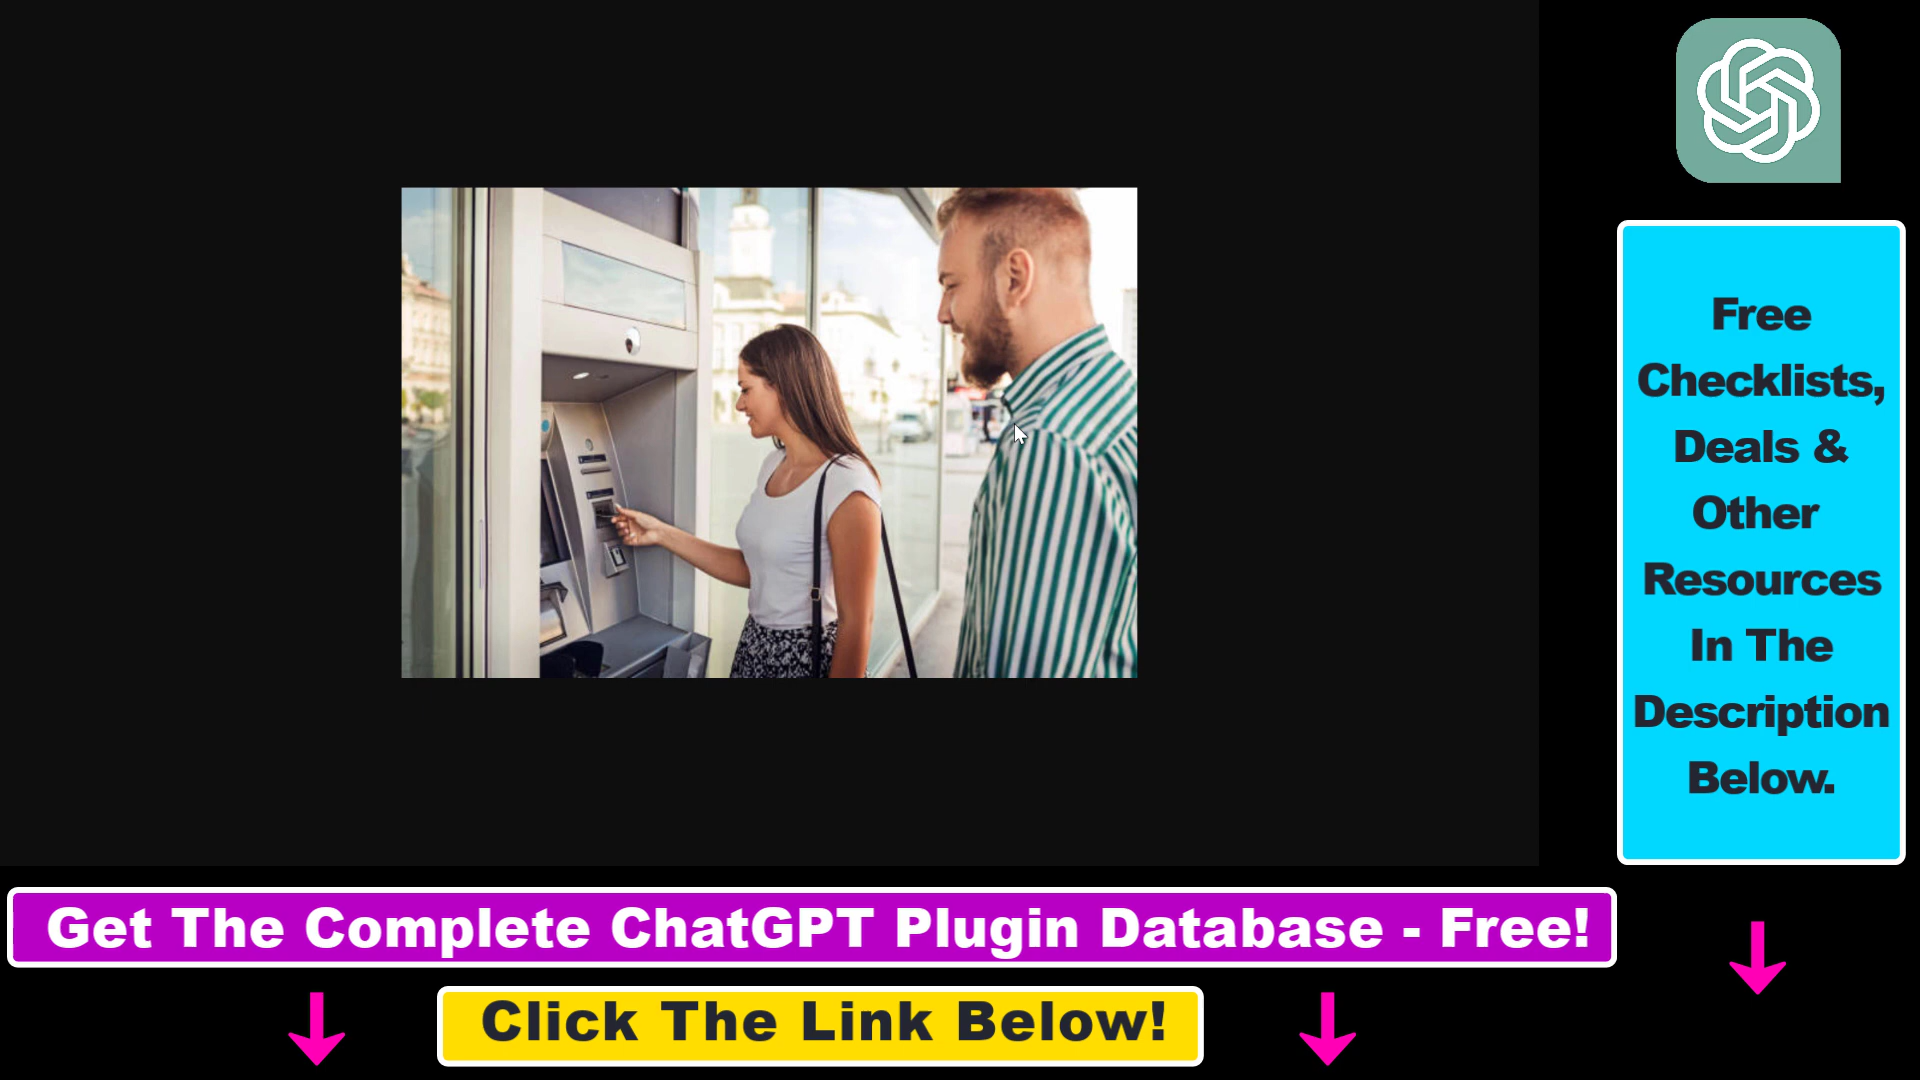 Free
Checklists,
Deals &
Other
Resources
In The
Description
Below.
Get The Complete ChatGPT Plugin Database - Free!
Click The Link Below!